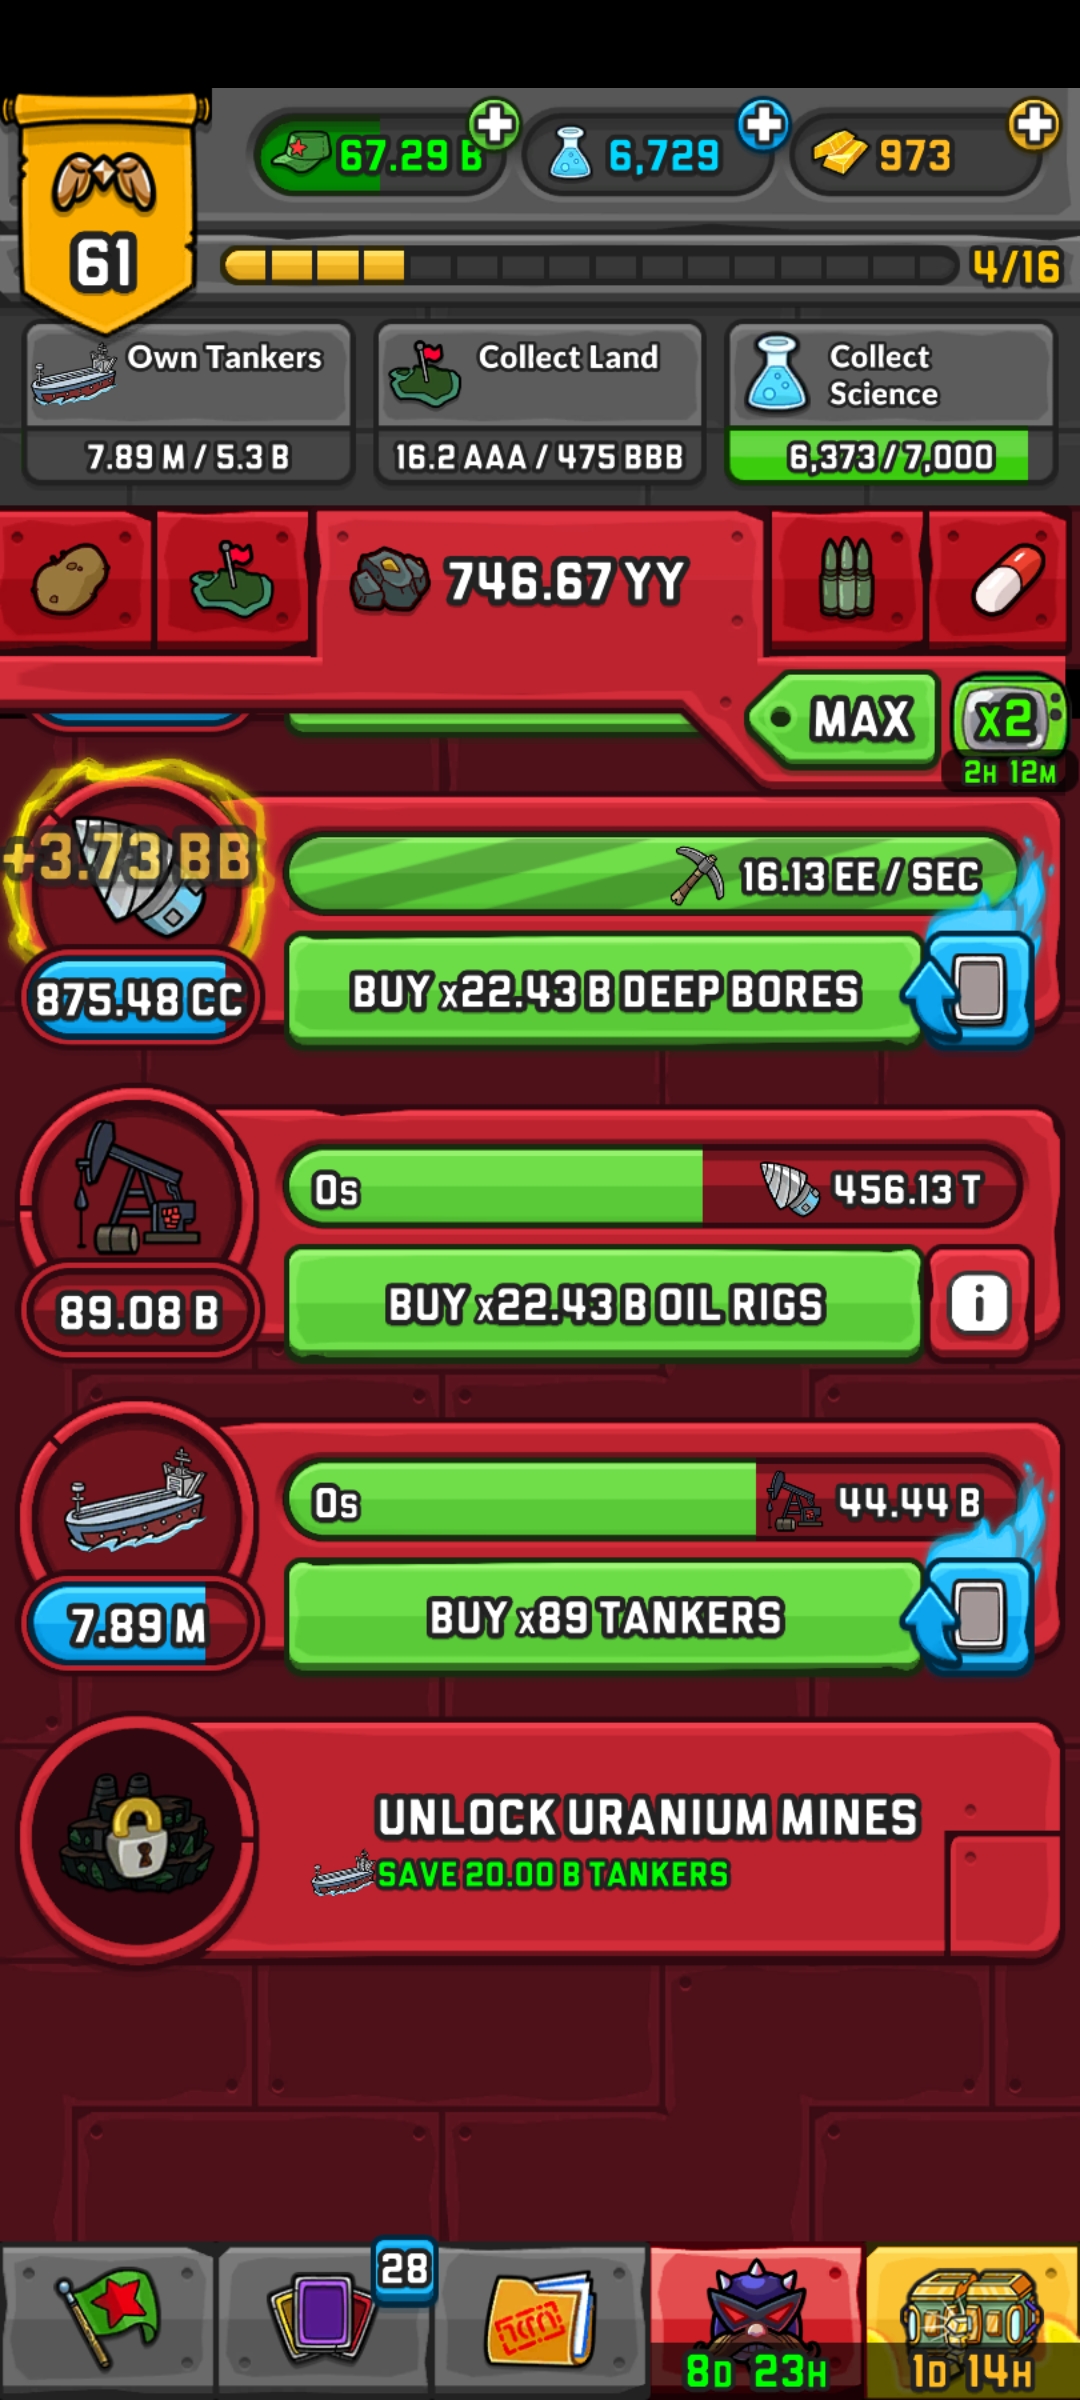 67.29 B
6,729
973
61
4/16
Own Tankers
7.89 M / 5.3 B
Collect Land
16.2 AAA / 475 BBB
Collect
Science
6,373 / 7,000
746.67 YY
MAX
x2
2H 12M
+3.73 BB
16.13 EE / SEC
875.48 CC
BUY x22.43 B DEEP BORES
0s
456.13 T
89.08 B
BUY x22.43 B OIL RIGS
i
0s
44.44 B
7.89 M
BUY x89 TANKERS
UNLOCK URANIUM MINES
SAVE 20.00 B TANKERS
28
8D 23H
1D 14H